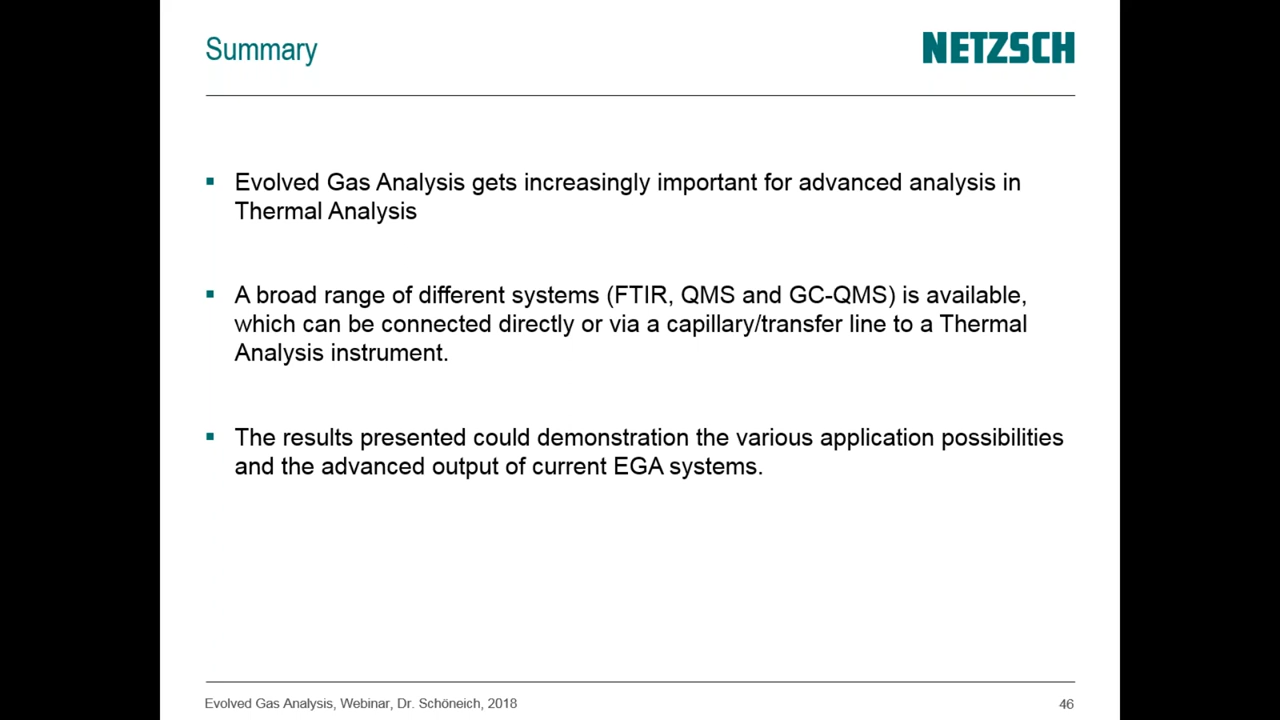 Summary
NETZSCH
▪ Evolved Gas Analysis gets increasingly important for advanced analysis in
Thermal Analysis
▪ A broad range of different systems (FTIR, QMS and GC-QMS) is available,
which can be connected directly or via a capillary/transfer line to a Thermal
Analysis instrument.
▪ The results presented could demonstration the various application possibilities
and the advanced output of current EGA systems.
Evolved Gas Analysis, Webinar, Dr. Schöneich, 2018
46